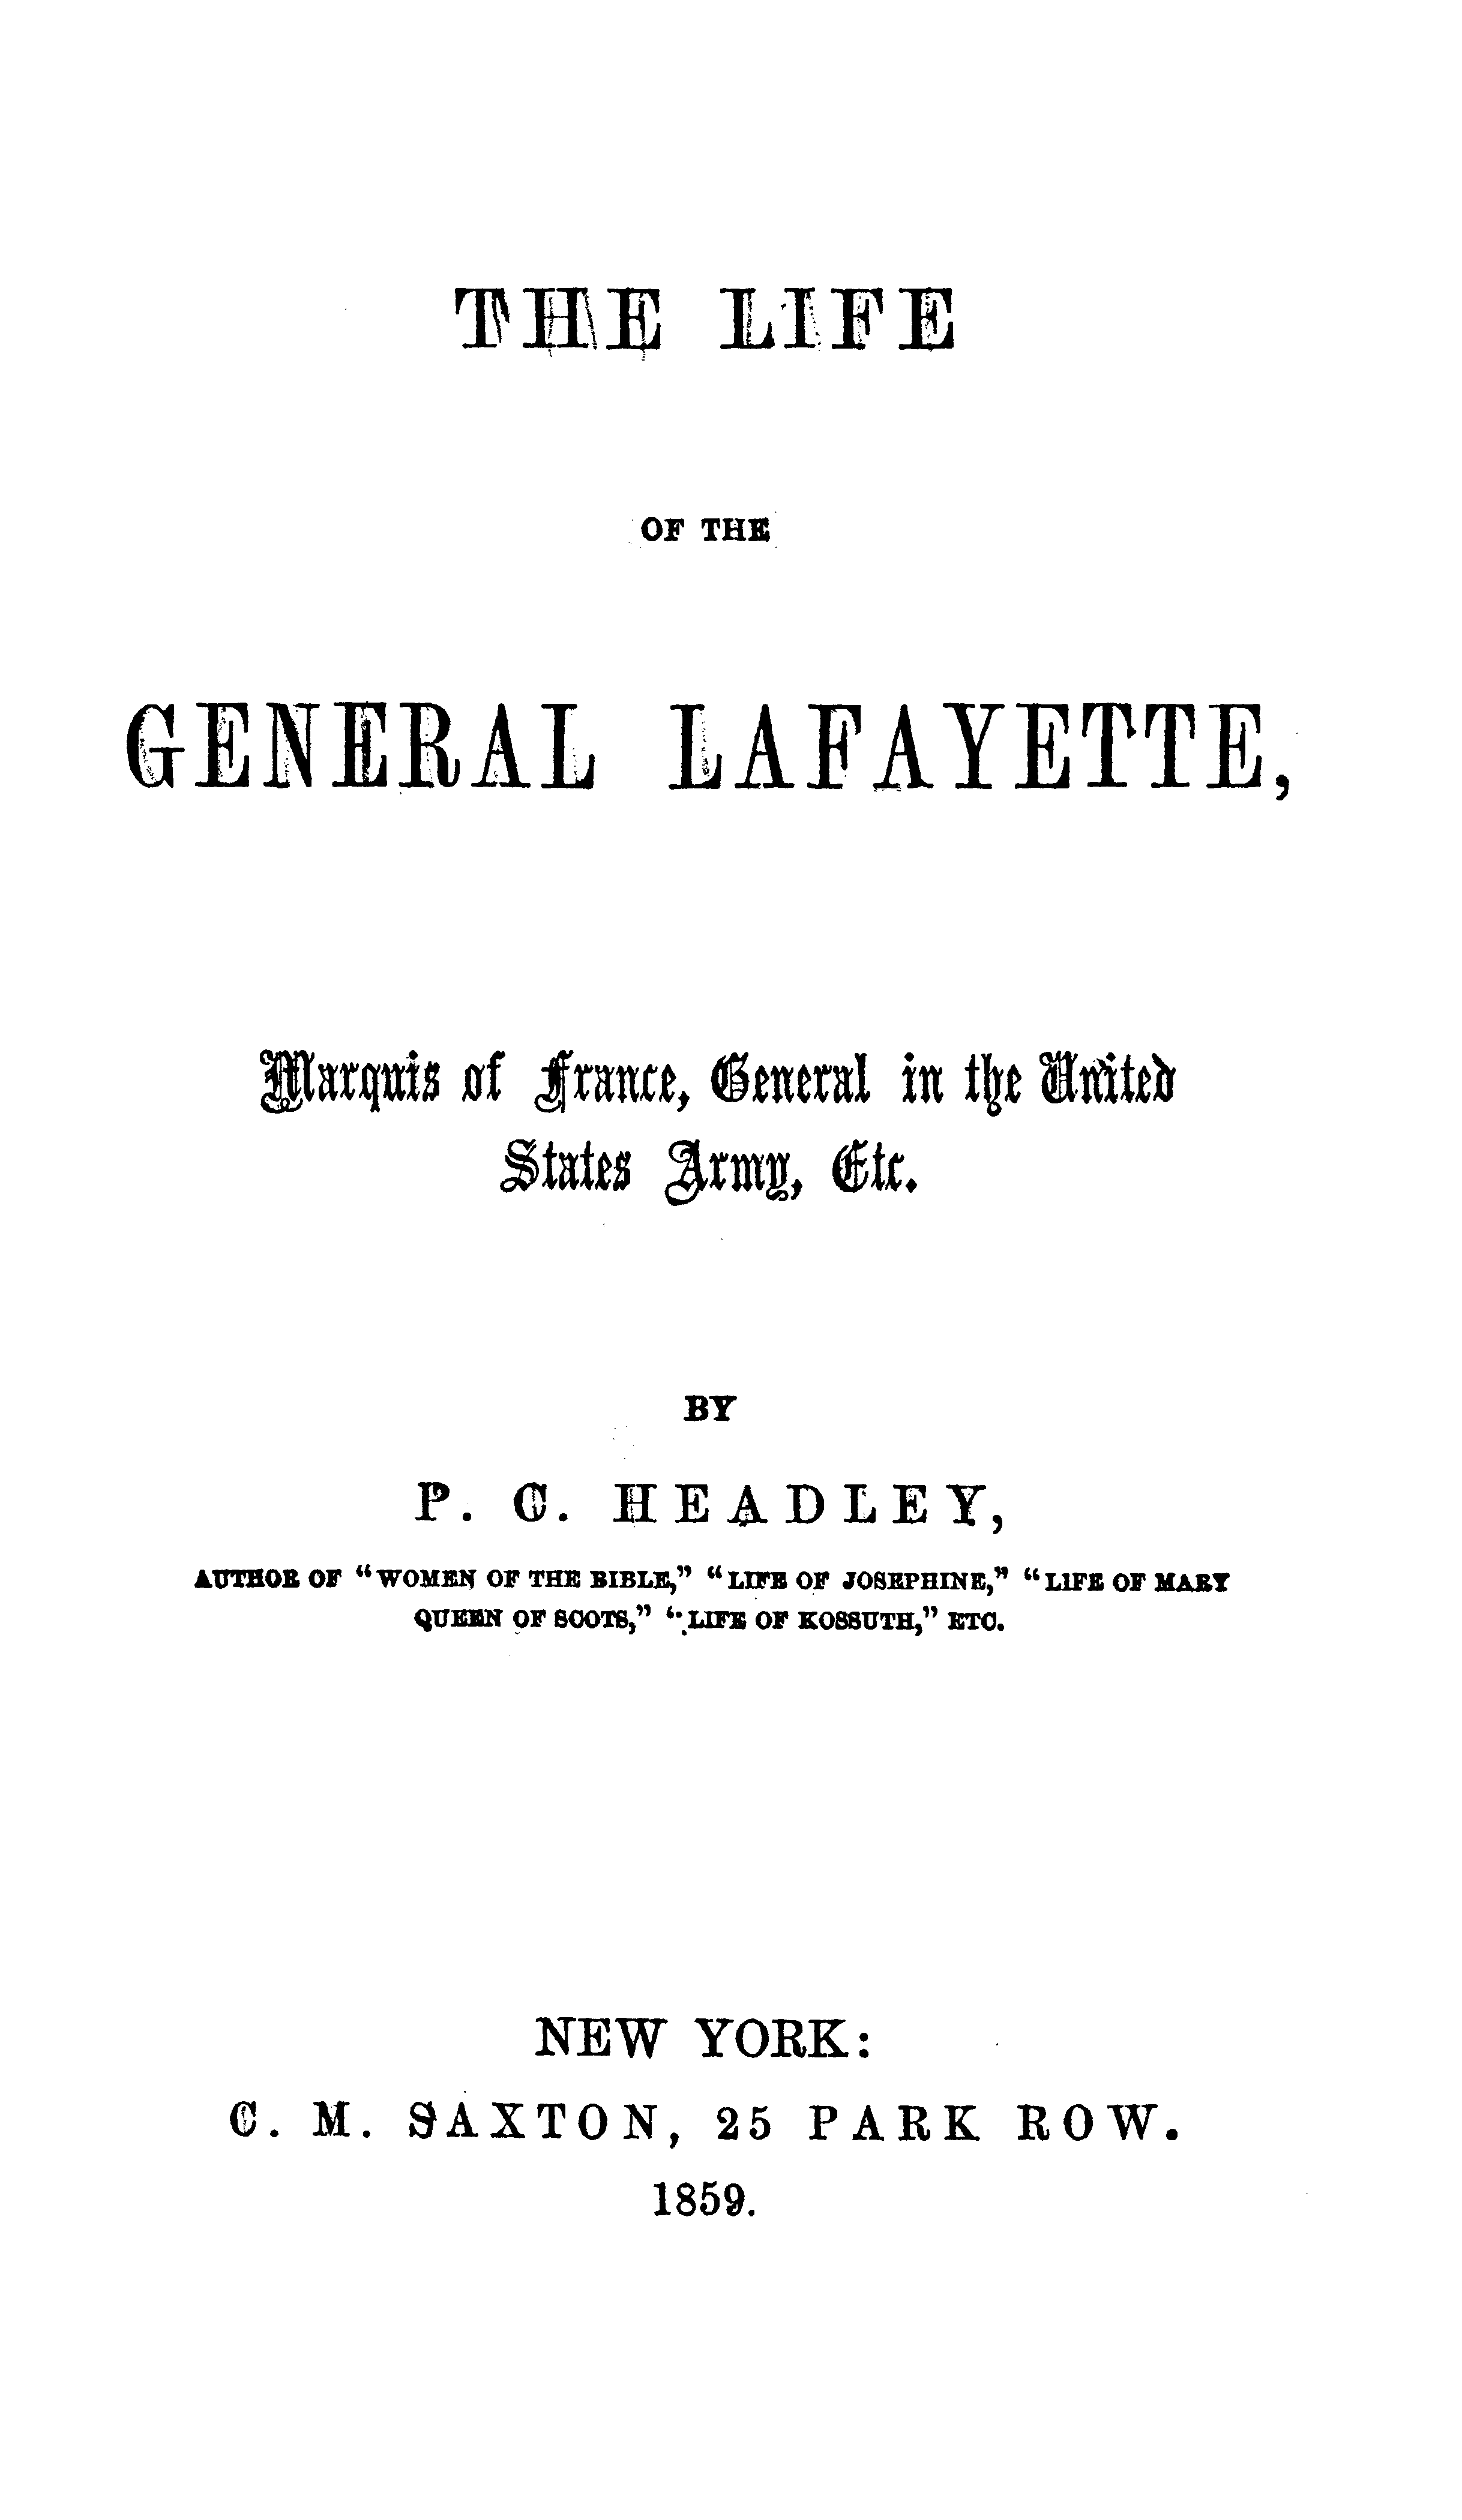 THE LIFE
OF THE
GENERAL LAFAYETTE,
Marquis of France, General in the United
States Army, Etc.
BY
P. C. HEADLEY,
AUTHOR OF "WOMEN OF THE BIBLE," "LIFE OF JOSEPHINE," "LIFE OF MARY
QUEEN OF SCOTS," "LIFE OF KOSSUTH," ETC.
NEW YORK:
C. M. SAXTON, 25 PARK ROW.
1859.